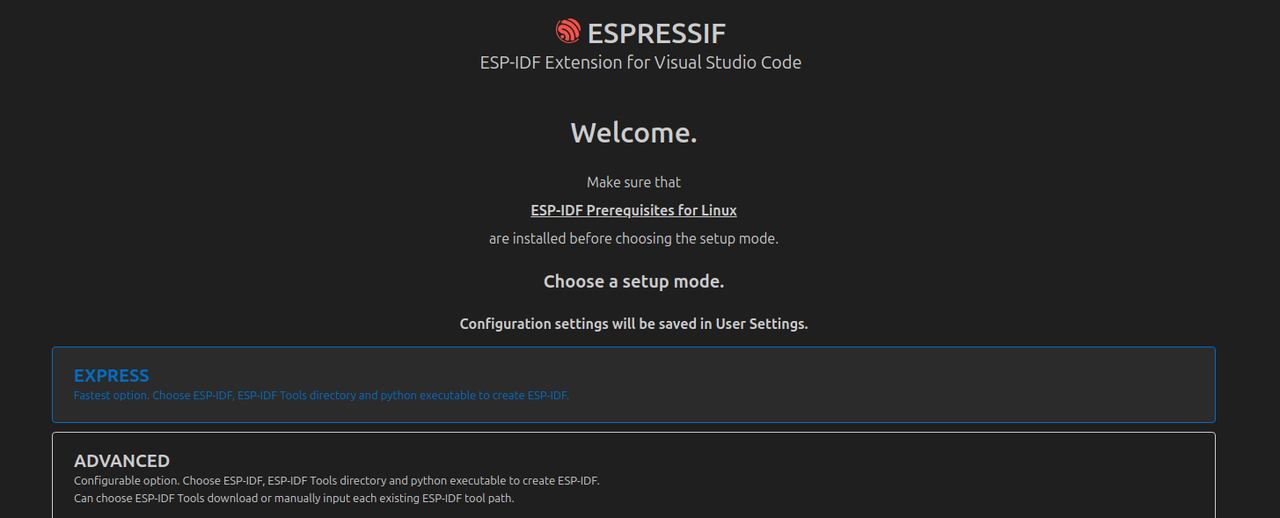 ESPRESSIF
ESP-IDF Extension for Visual Studio Code
Welcome.
Make sure that
ESP-IDF Prerequisites for Linux
are installed before choosing the setup mode.
Choose a setup mode.
Configuration settings will be saved in User Settings.
EXPRESS
Fastest option. Choose ESP-IDF, ESP-IDF Tools directory and python executable to create ESP-IDF.
ADVANCED
Configurable option. Choose ESP-IDF, ESP-IDF Tools directory and python executable to create ESP-IDF.
Can choose ESP-IDF Tools download or manually input each existing ESP-IDF tool path.